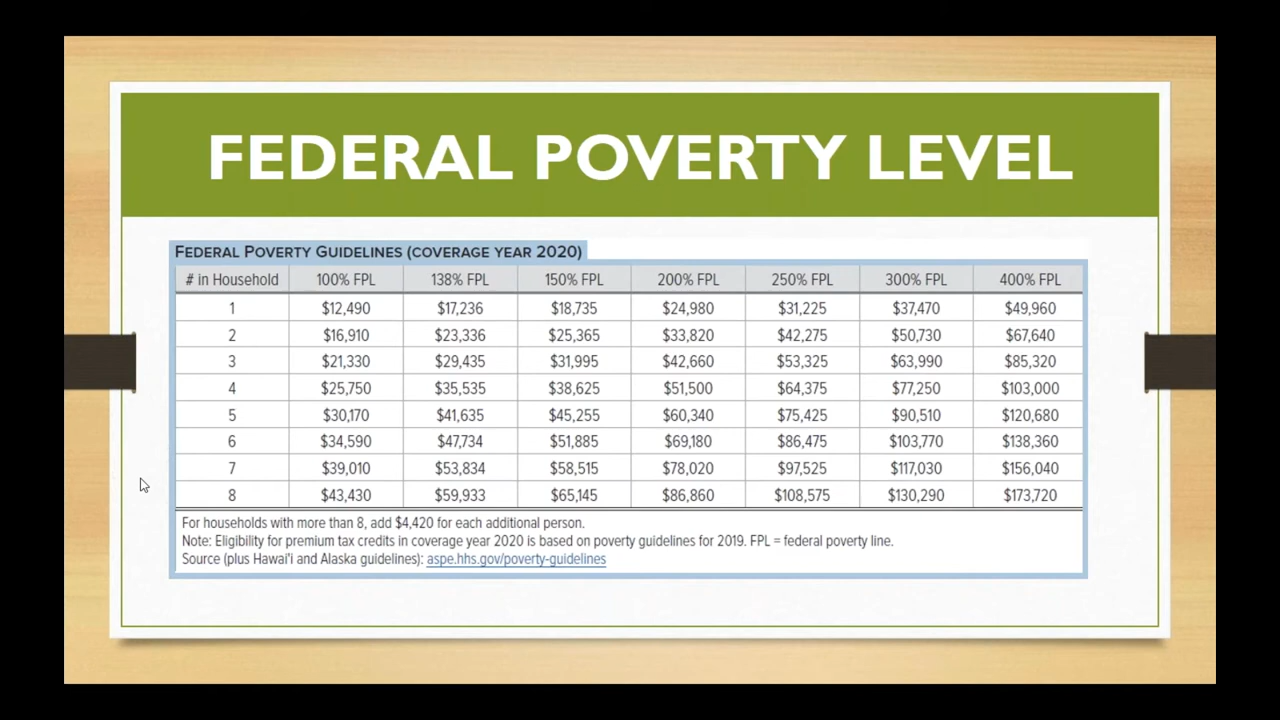 FEDERAL POVERTY LEVEL
FEDERAL POVERTY GUIDELINES (COVERAGE YEAR 2020)
# in Household 100% FPL 138% FPL 150% FPL 200% FPL 250% FPL 300% FPL 400% FPL
1 $12,490 $17,236 $18,735 $24,980 $31,225 $37,470 $49,960
2 $16,910 $23,336 $25,365 $33,820 $42,275 $50,730 $67,640
3 $21,330 $29,435 $31,995 $42,660 $53,325 $63,990 $85,320
4 $25,750 $35,535 $38,625 $51,500 $64,375 $77,250 $103,000
5 $30,170 $41,635 $45,255 $60,340 $75,425 $90,510 $120,680
6 $34,590 $47,734 $51,885 $69,180 $86,475 $103,770 $138,360
7 $39,010 $53,834 $58,515 $78,020 $97,525 $117,030 $156,040
8 $43,430 $59,933 $65,145 $86,860 $108,575 $130,290 $173,720
For households with more than 8, add $4,420 for each additional person.
Note: Eligibility for premium tax credits in coverage year 2020 is based on poverty guidelines for 2019. FPL = federal poverty line.
Source (plus Hawai'i and Alaska guidelines): aspe.hhs.gov/poverty-guidelines